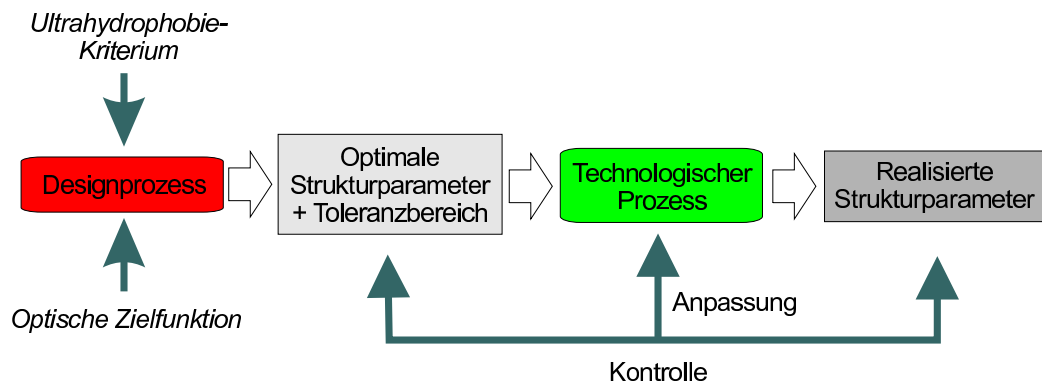 Ultrahydrophobie-
Kriterium
Designprozess
Optische Zielfunktion
Optimale
Strukturparameter
+ Toleranzbereich
Technologischer
Prozess
Realisierte
Strukturparameter
Anpassung
Kontrolle